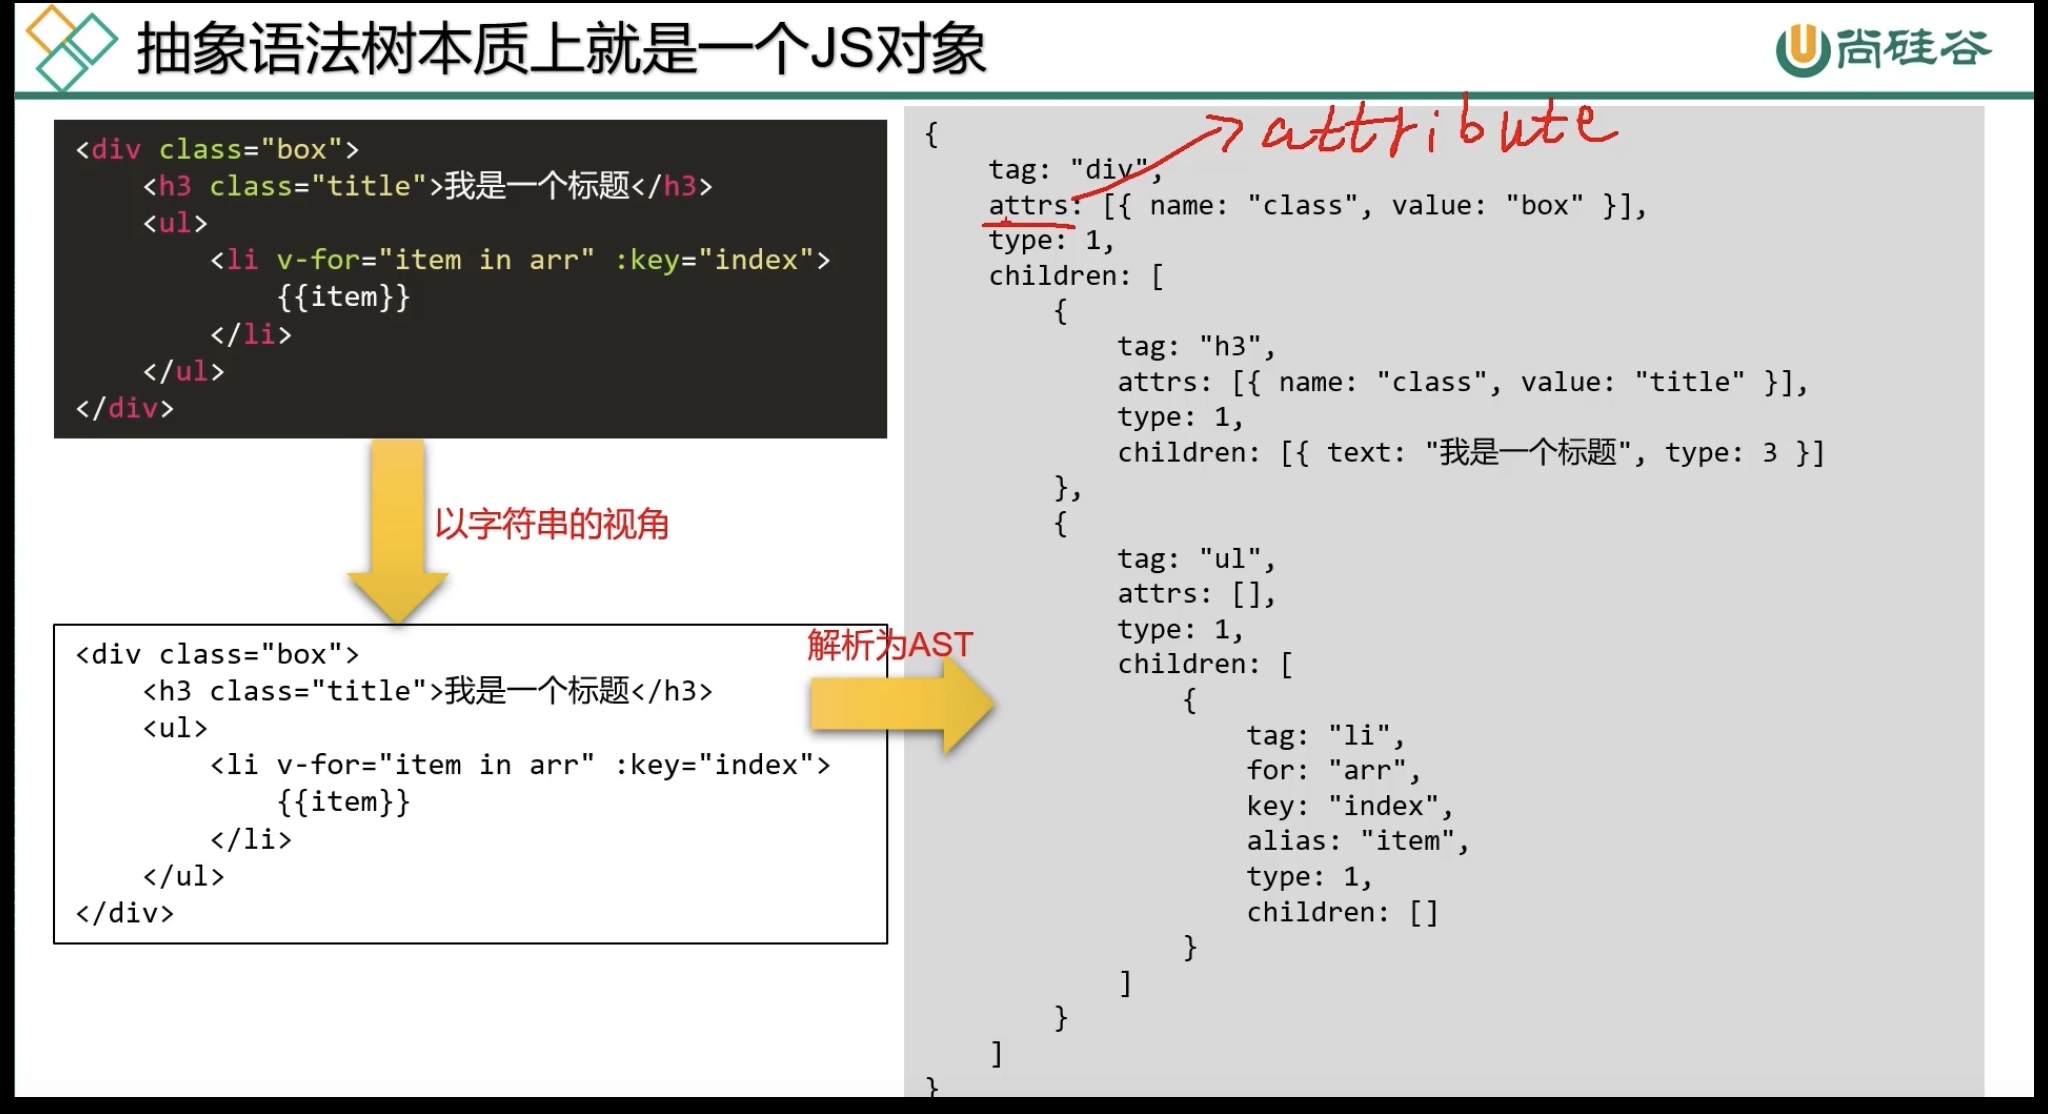 抽象语法树本质上就是一个JS对象
尚硅谷
<div class="box">
    <h3 class="title">我是一个标题</h3>
    <ul>
        <li v-for="item in arr" :key="index">
            {{item}}
        </li>
    </ul>
</div>
以字符串的视角
<div class="box">
    <h3 class="title">我是一个标题</h3>
    <ul>
        <li v-for="item in arr" :key="index">
            {{item}}
        </li>
    </ul>
</div>
解析为AST
attribute
{
    tag: "div",
    attrs: [{ name: "class", value: "box" }],
    type: 1,
    children: [
        {
            tag: "h3",
            attrs: [{ name: "class", value: "title" }],
            type: 1,
            children: [{ text: "我是一个标题", type: 3 }]
        },
        {
            tag: "ul",
            attrs: [],
            type: 1,
            children: [
                {
                    tag: "li",
                    for: "arr",
                    key: "index",
                    alias: "item",
                    type: 1,
                    children: []
                }
            ]
        }
    ]
}